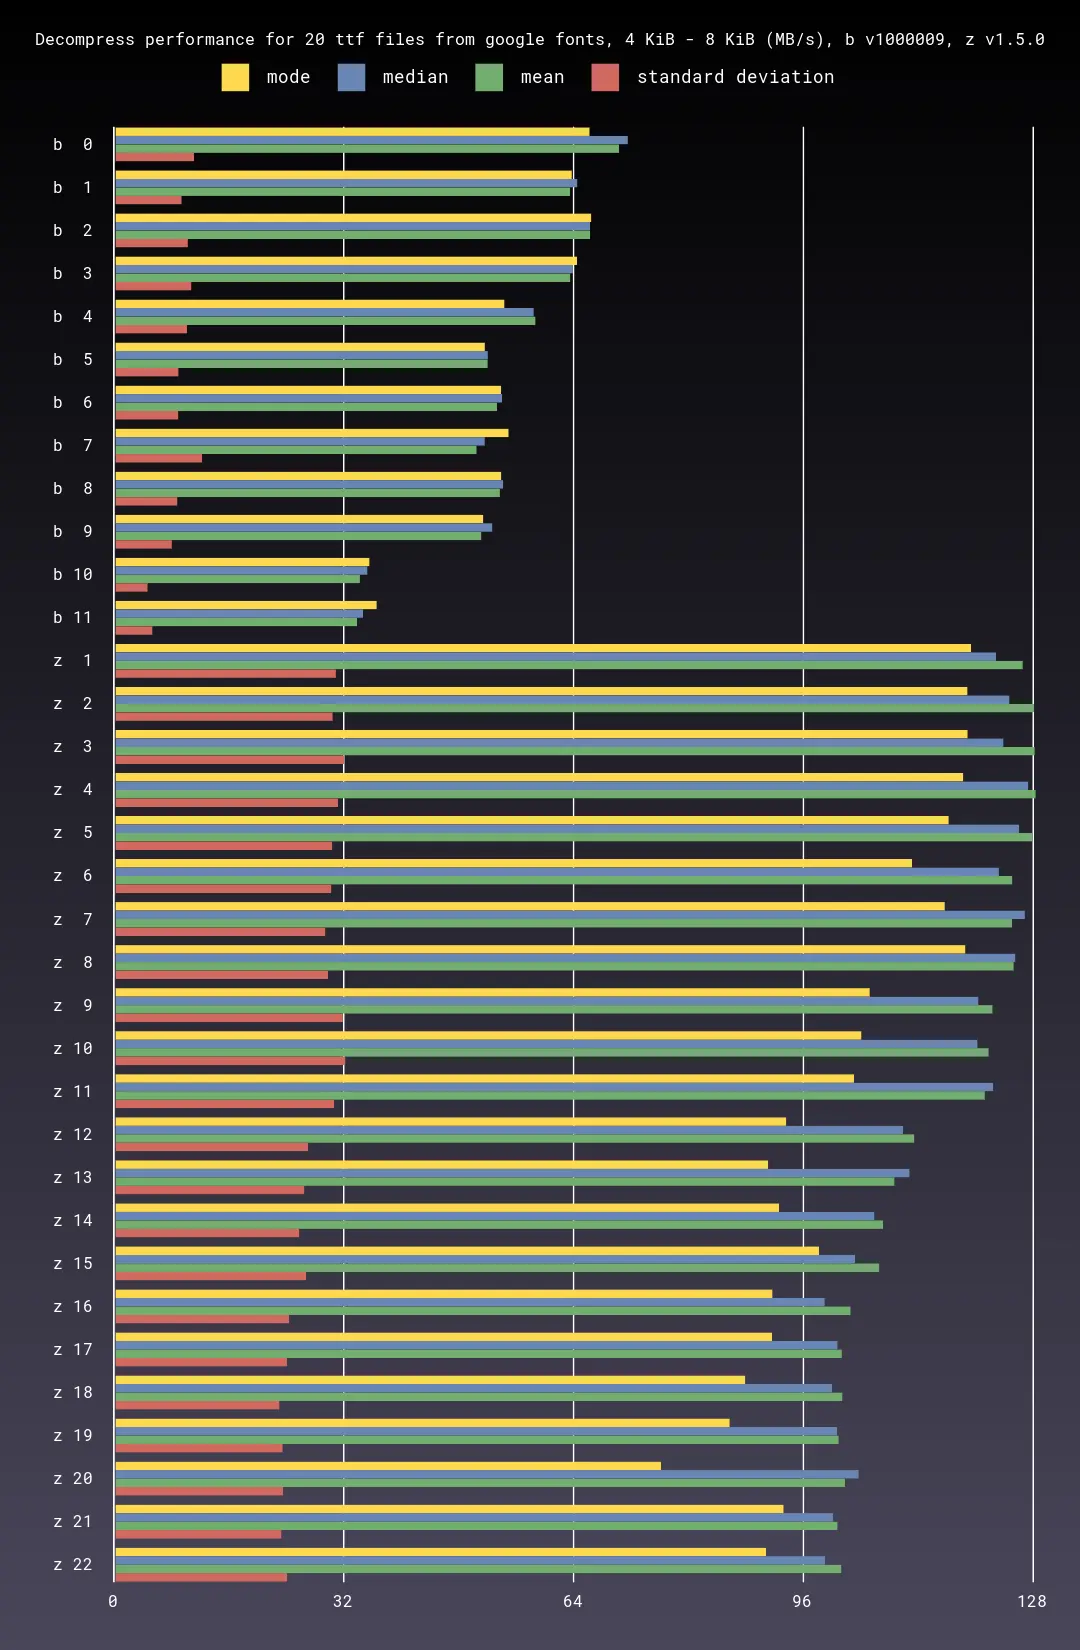 Decompress performance for 20 ttf files from google fonts, 4 KiB - 8 KiB (MB/s), b v1000009, z v1.5.0
mode median mean standard deviation
b 0
b 1
b 2
b 3
b 4
b 5
b 6
b 7
b 8
b 9
b 10
b 11
z 1
z 2
z 3
z 4
z 5
z 6
z 7
z 8
z 9
z 10
z 11
z 12
z 13
z 14
z 15
z 16
z 17
z 18
z 19
z 20
z 21
z 22
0 32 64 96 128